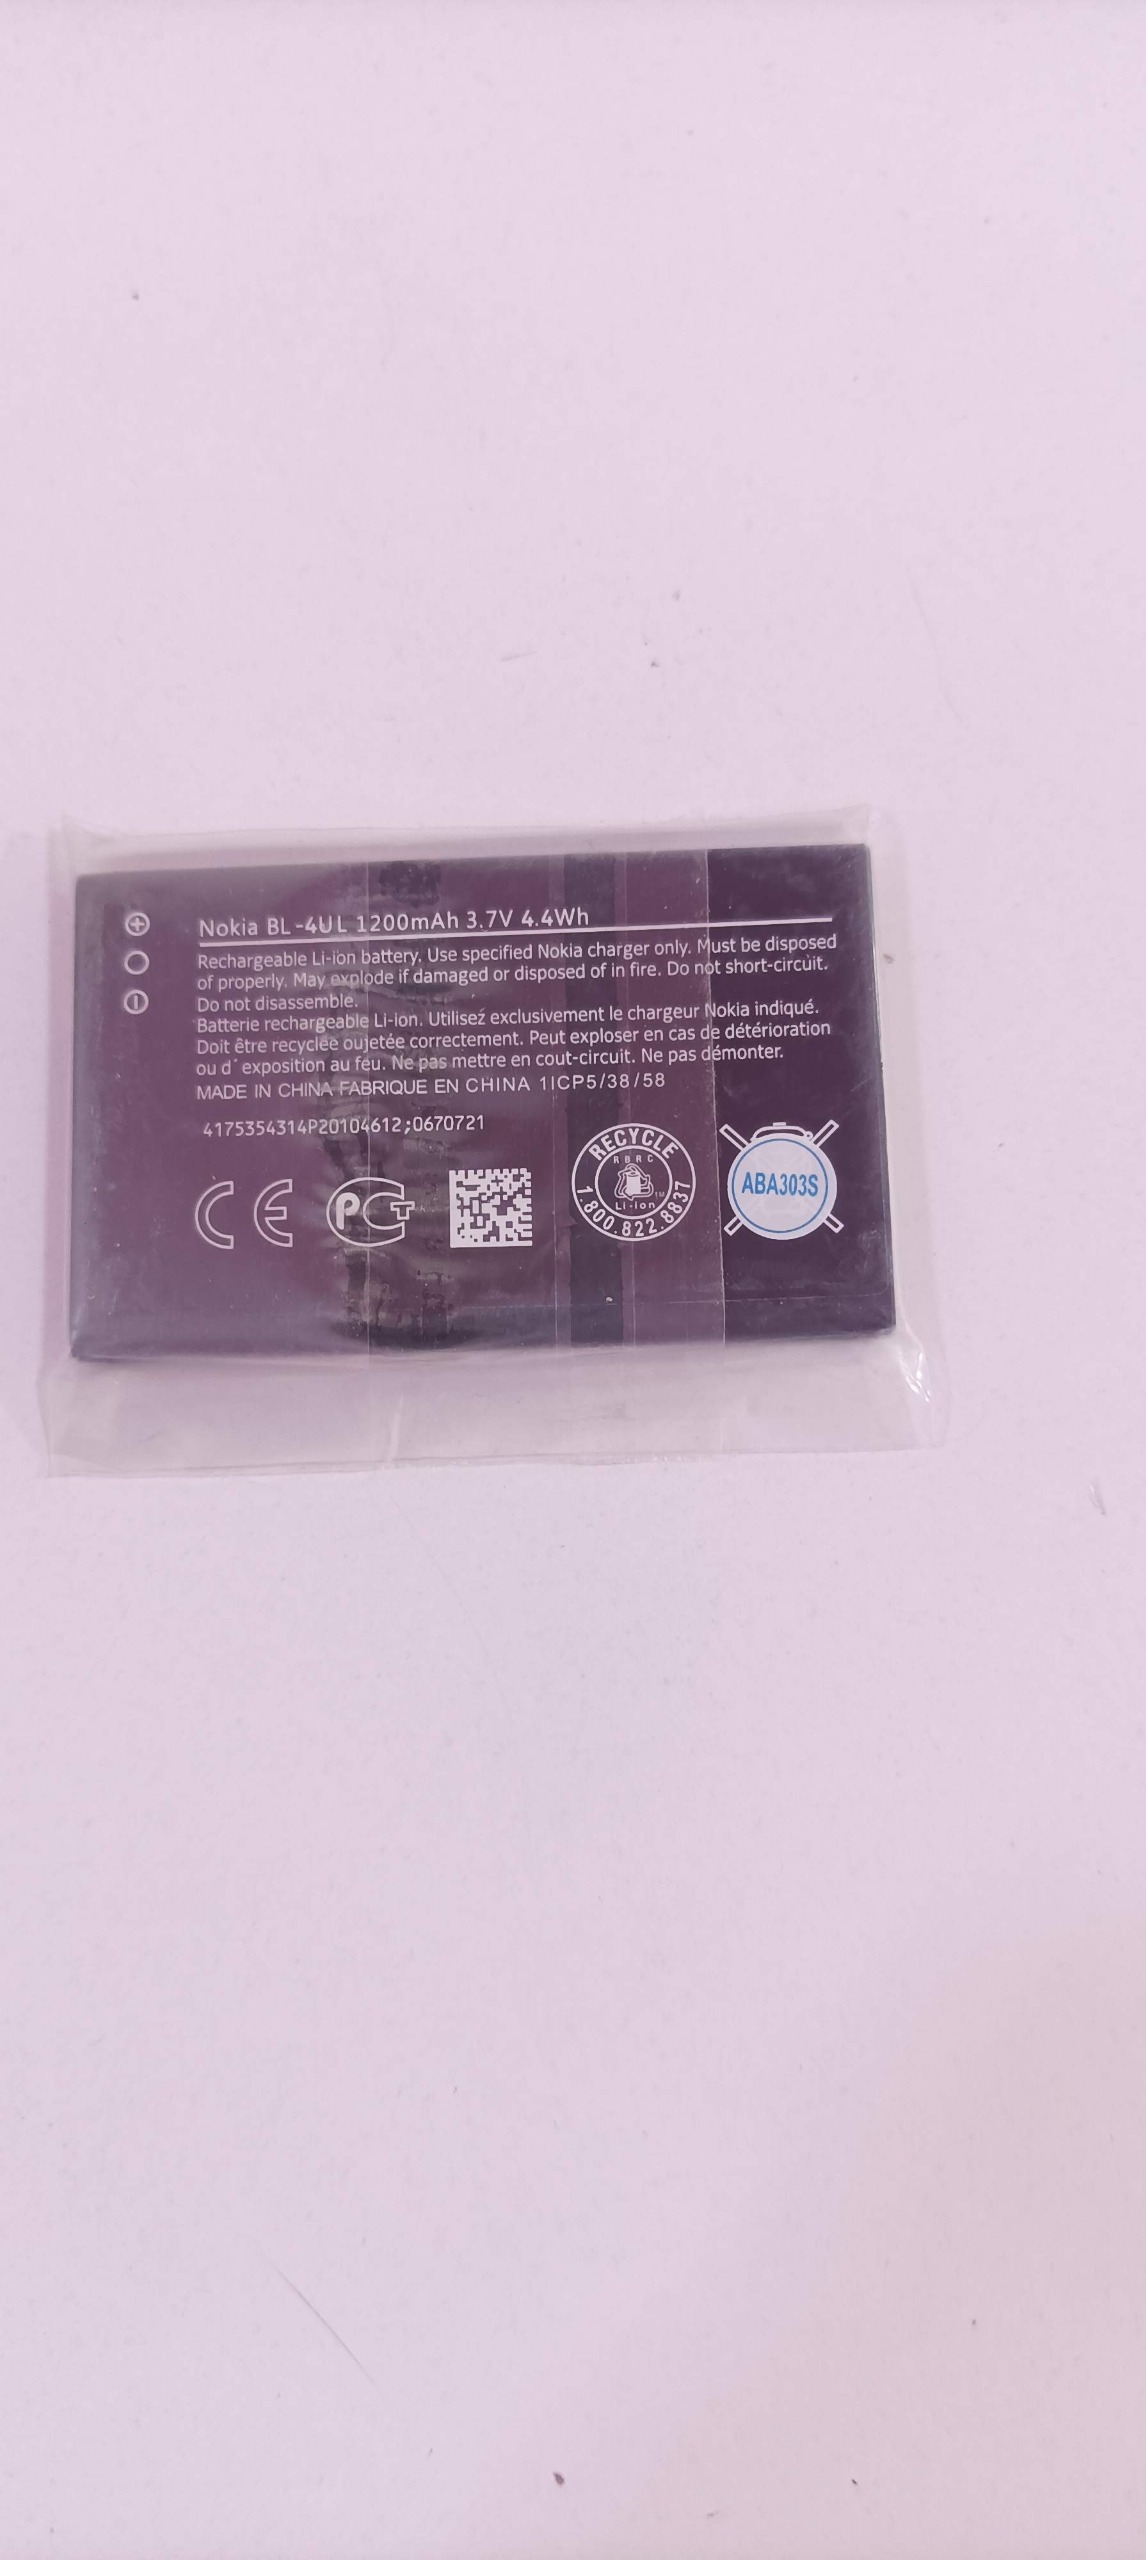 Nokia BL-4UL 1200mAh 3.7V 4.4Wh
Rechargeable Li-ion battery. Use specified Nokia charger only. Must be disposed
of properly. May explode if damaged or disposed of in fire. Do not short-circuit.
Do not disassemble.
Batterie rechargeable Li-ion. Utilisez exclusivement le chargeur Nokia indiqué.
Doit être recyclée oujetée correctement. Peut exploser en cas de détérioration
ou d'exposition au feu. Ne pas mettre en cout-circuit. Ne pas démonter.
MADE IN CHINA FABRIQUE EN CHINA 1ICP5/38/58
4175354314P20104612;0670721
CE
РСТ
RECYCLE
RBRC
Li-ion
TM
1.800.822.8837
ABA303S